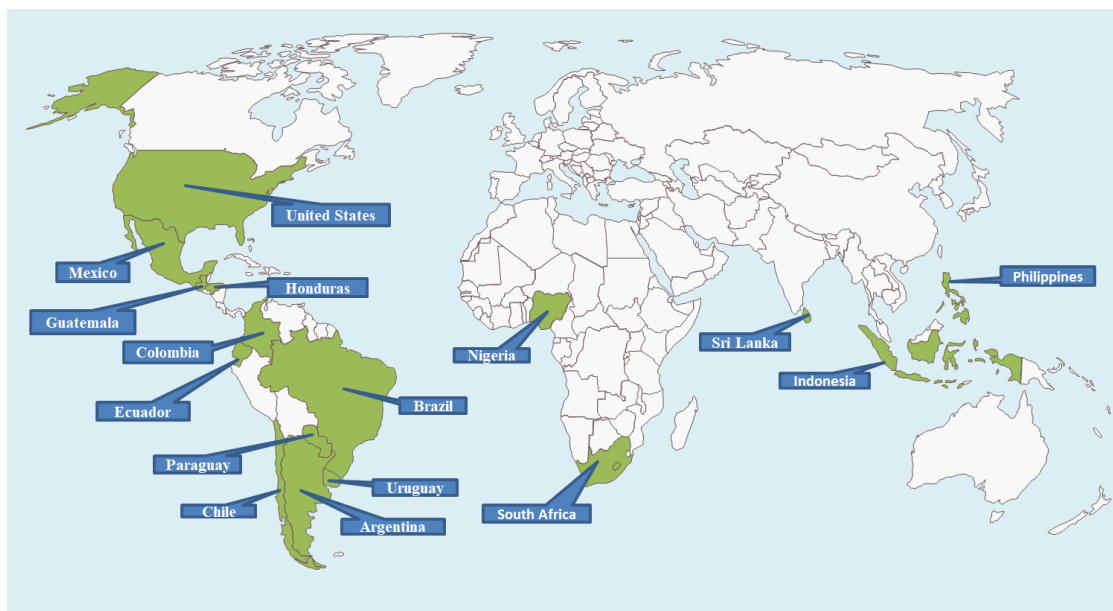 United States
Mexico
Honduras
Philippines
Guatemala
Colombia
Nigeria
Sri Lanka
Indonesia
Ecuador
Brazil
Paraguay
Uruguay
Chile
South Africa
Argentina